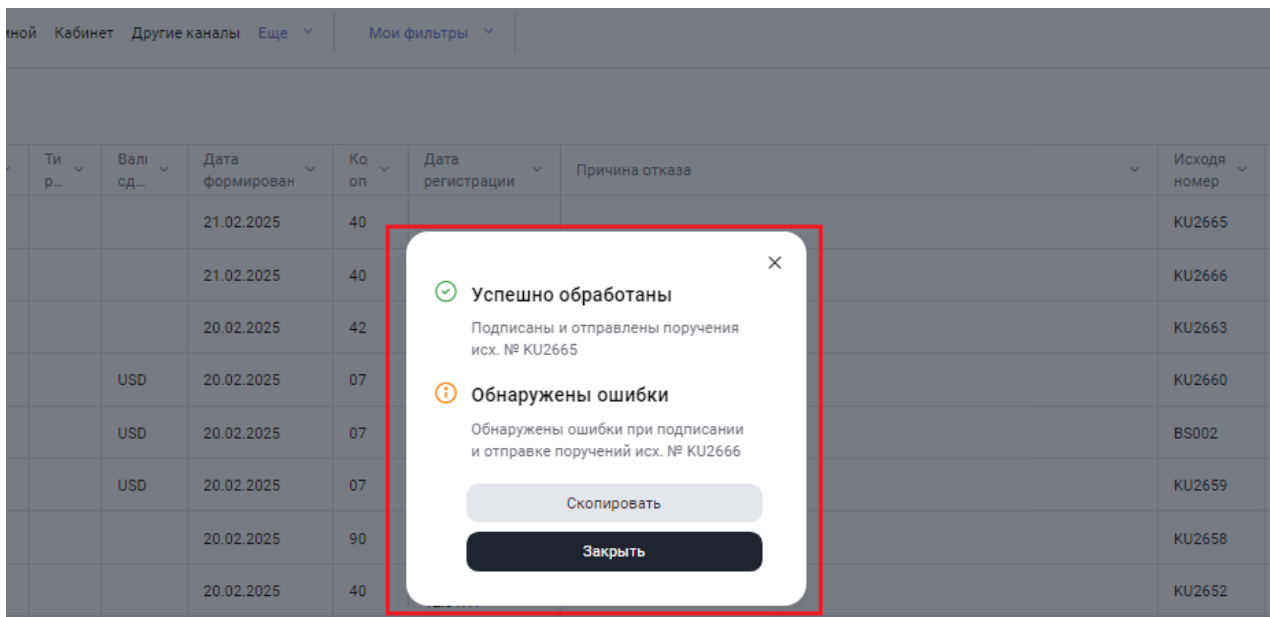 Кабинет Другие каналы Еще Мои фильтры
Ти Валı Дата Ко Дата Причина отказа Исходя
р... сд... формирован оп регистрации номер
21.02.2025 40 KU2665
21.02.2025 40 KU2666
20.02.2025 42 KU2663
USD 20.02.2025 07 KU2660
USD 20.02.2025 07 BS002
USD 20.02.2025 07 KU2659
20.02.2025 90 KU2658
20.02.2025 40 KU2652
Успешно обработаны
Подписаны и отправлены поручения
исх. № KU2665
Обнаружены ошибки
Обнаружены ошибки при подписании
и отправке поручений исх. № KU2666
Скопировать
Закрыть